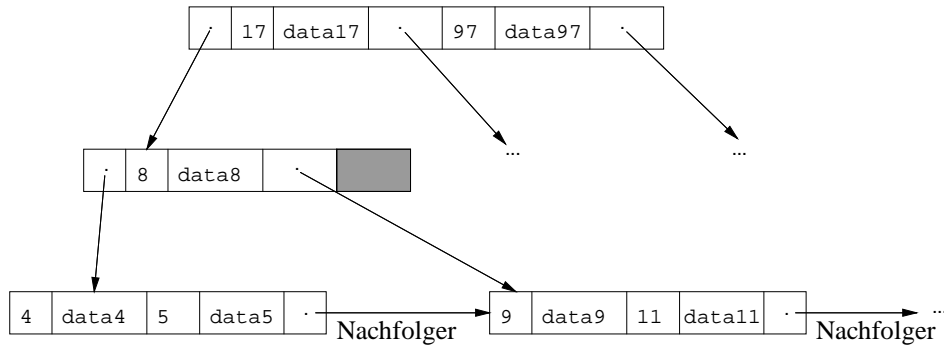 . 17 data17 . 97 data97 .
... ...
. 8 data8 .
4 data4 5 data5 . Nachfolger 9 data9 11 data11 . Nachfolger ...